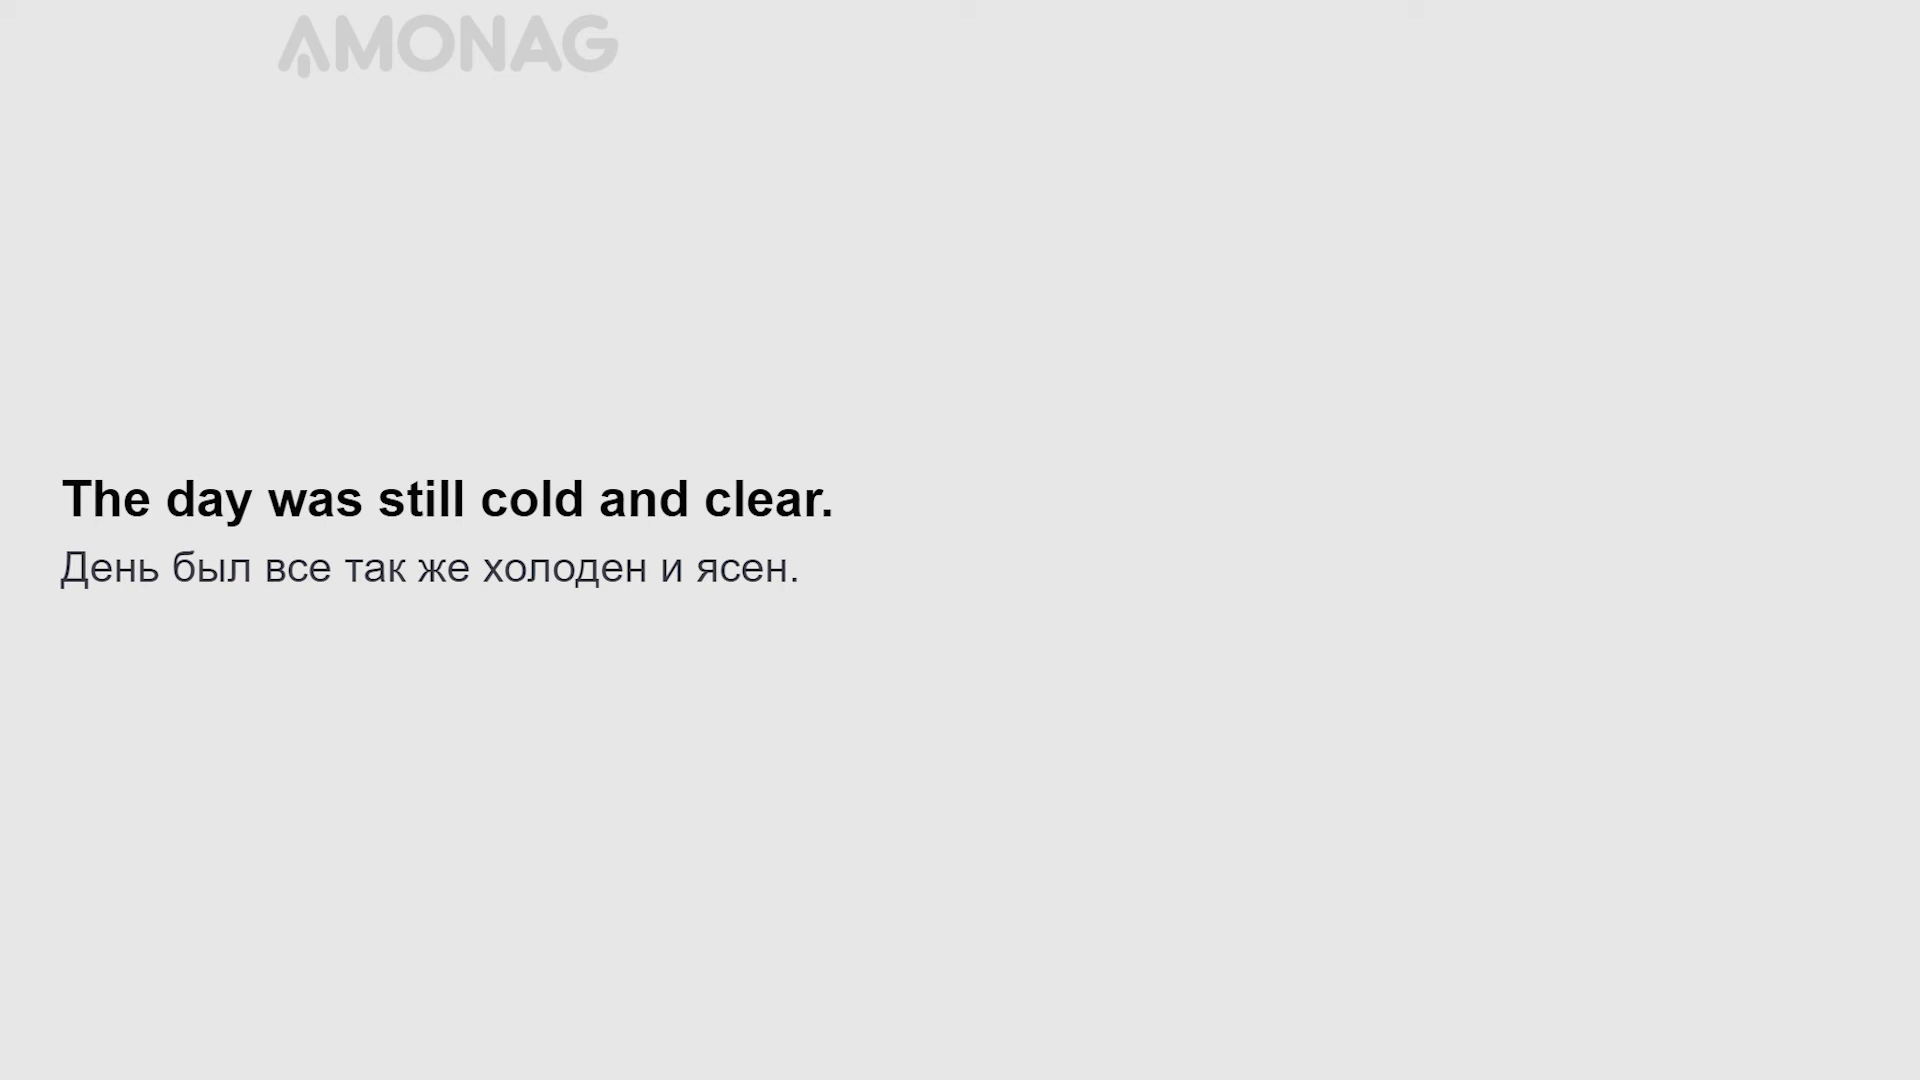 AMONAG
The day was still cold and clear.
День был все так же холоден и ясен.